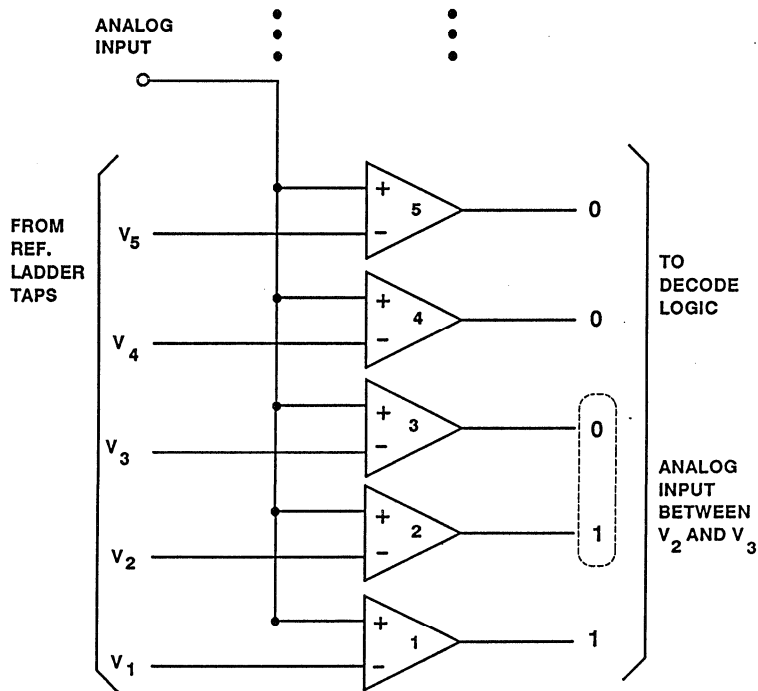 ANALOG
INPUT
FROM
REF.
LADDER
TAPS
V5
+
5
−
0
V4
+
4
−
0
TO
DECODE
LOGIC
V3
+
3
−
0
V2
+
2
−
1
ANALOG
INPUT
BETWEEN
V2 AND V3
V1
+
1
−
1